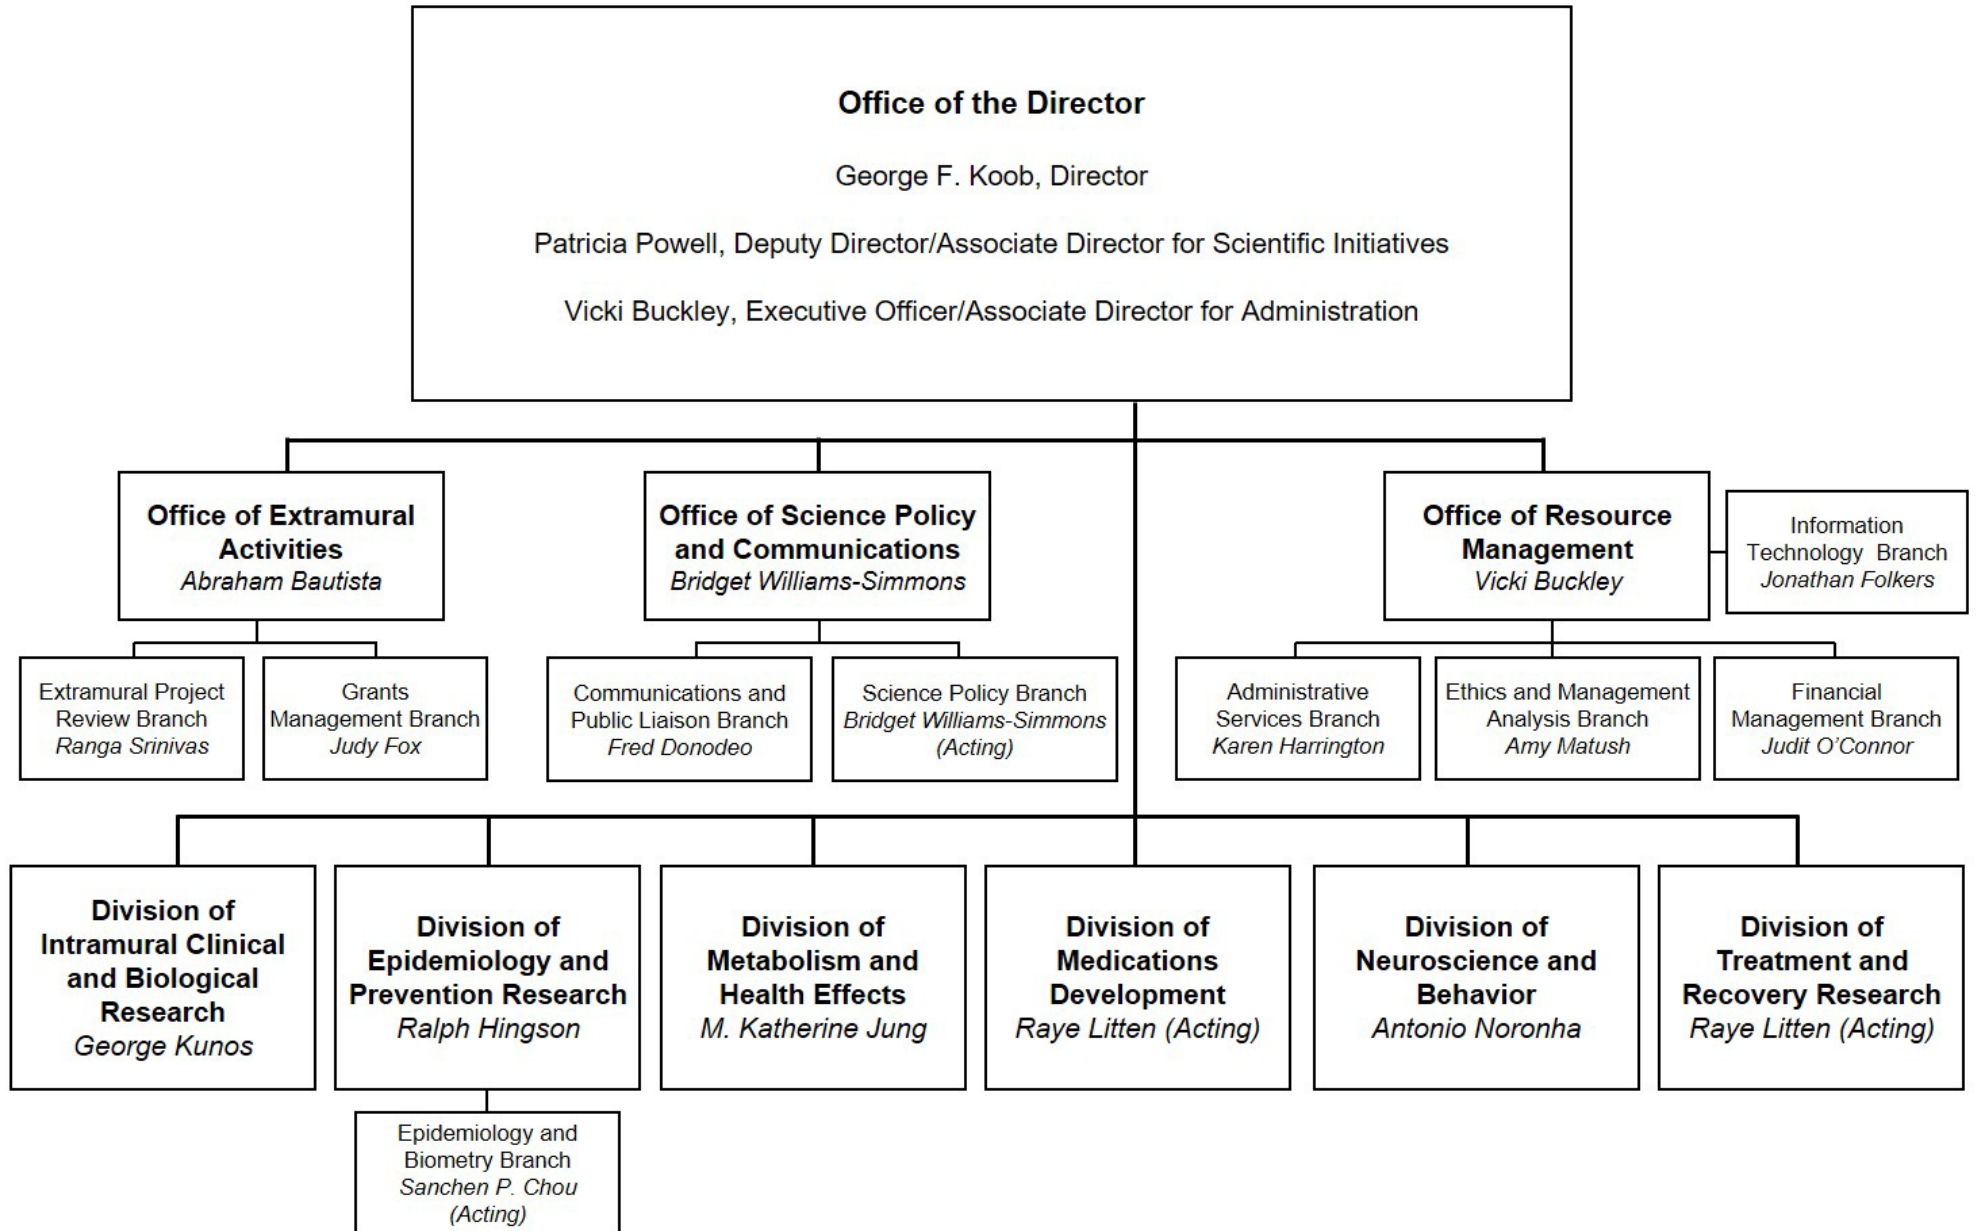 Office of the Director
George F. Koob, Director
Patricia Powell, Deputy Director/Associate Director for Scientific Initiatives
Vicki Buckley, Executive Officer/Associate Director for Administration
Office of Extramural
Activities
Abraham Bautista
Office of Science Policy
and Communications
Bridget Williams-Simmons
Office of Resource
Management
Vicki Buckley
Information
Technology Branch
Jonathan Folkers
Extramural Project
Review Branch
Ranga Srinivas
Grants
Management Branch
Judy Fox
Communications and
Public Liaison Branch
Fred Donodeo
Science Policy Branch
Bridget Williams-Simmons
(Acting)
Administrative
Services Branch
Karen Harrington
Ethics and Management
Analysis Branch
Amy Matush
Financial
Management Branch
Judit O’Connor
Division of
Intramural Clinical
and Biological
Research
George Kunos
Division of
Epidemiology and
Prevention Research
Ralph Hingson
Division of
Metabolism and
Health Effects
M. Katherine Jung
Division of
Medications
Development
Raye Litten (Acting)
Division of
Neuroscience and
Behavior
Antonio Noronha
Division of
Treatment and
Recovery Research
Raye Litten (Acting)
Epidemiology and
Biometry Branch
Sanchen P. Chou
(Acting)